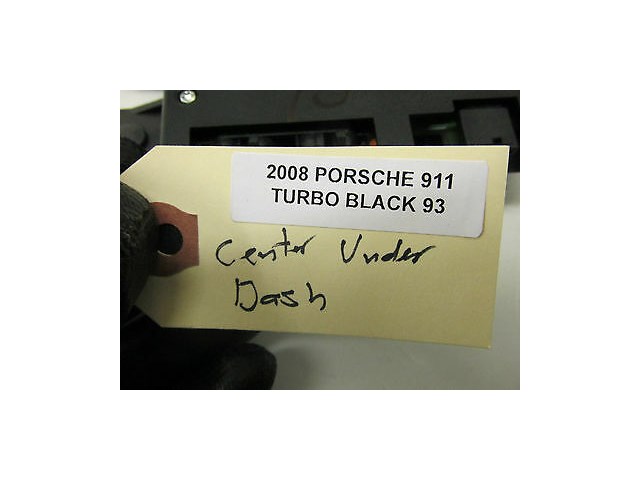 2008 PORSCHE 911
TURBO BLACK 93
Center Under
Dash